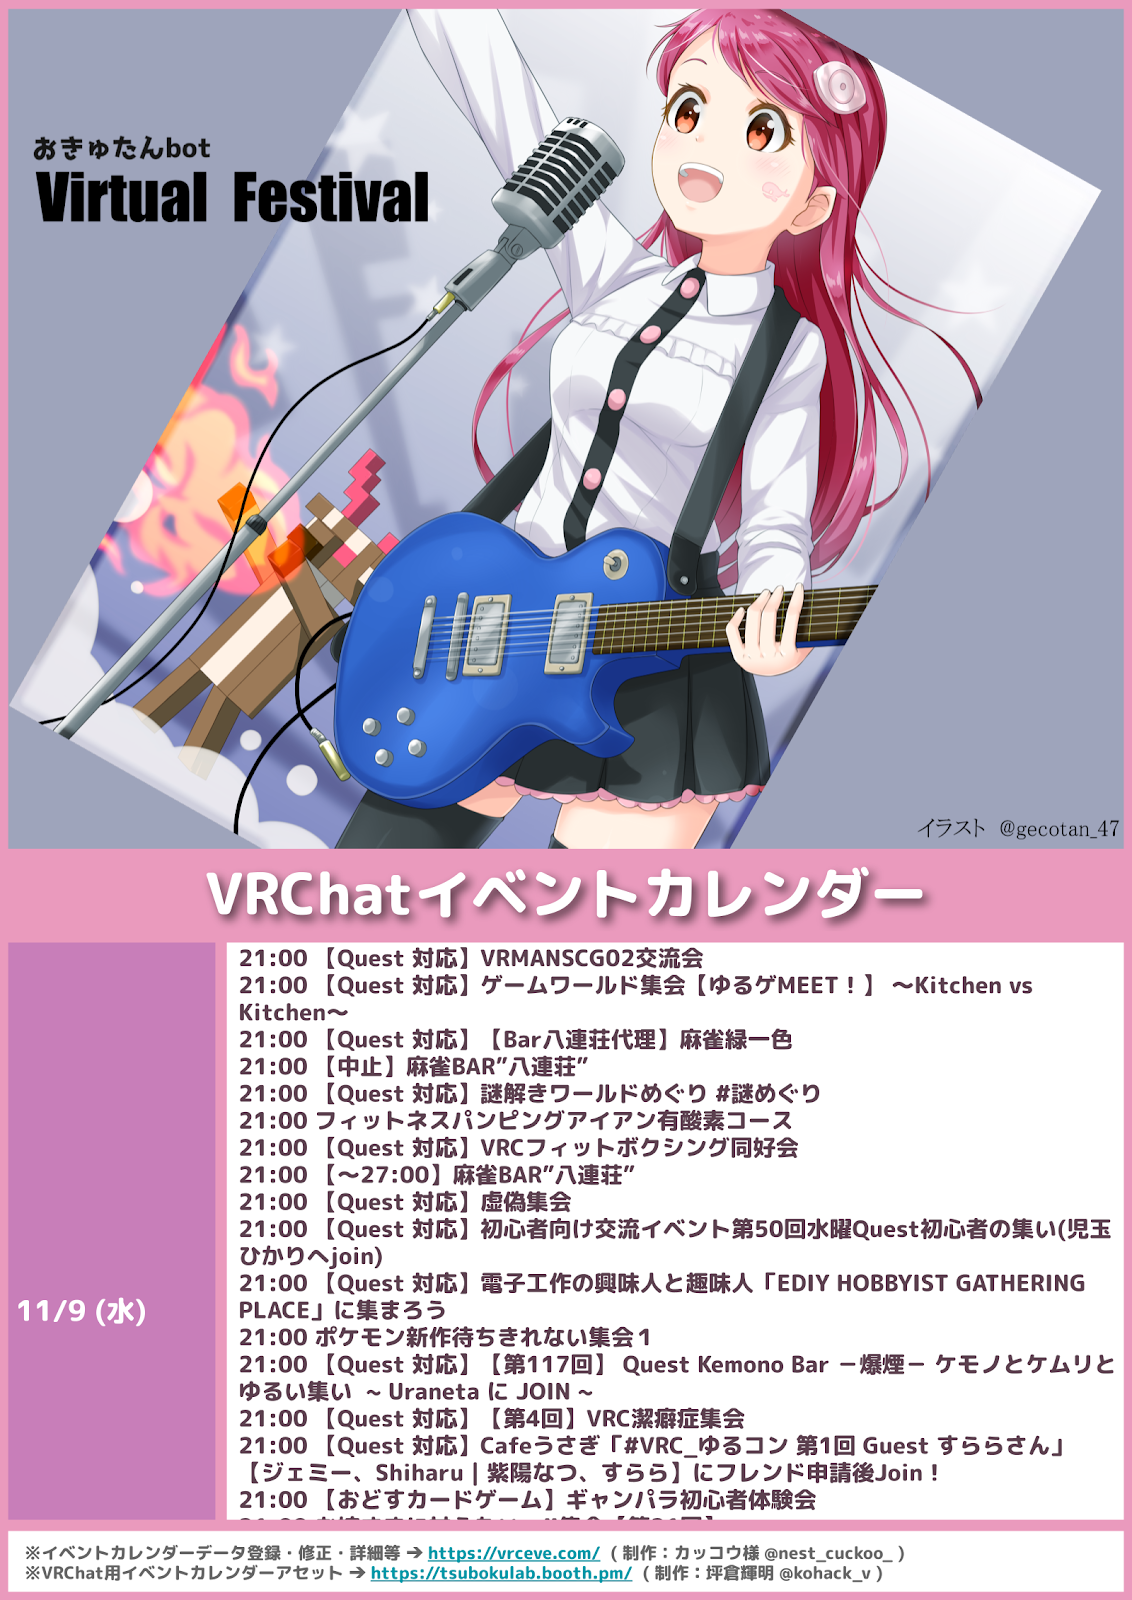 おきゅたんbot
Virtual Festival
イラスト @gecotan_47
VRChatイベントカレンダー
11/9 (水)
21:00 【Quest 対応】VRMANSCG02交流会
21:00 【Quest 対応】ゲームワールド集会【ゆるゲMEET！】 ～Kitchen vs
Kitchen～
21:00 【Quest 対応】【Bar八連荘代理】麻雀緑一色
21:00 【中止】麻雀BAR”八連荘”
21:00 【Quest 対応】謎解きワールドめぐり #謎めぐり
21:00 フィットネスパンピングアイアン有酸素コース
21:00 【Quest 対応】VRCフィットボクシング同好会
21:00 【～27:00】麻雀BAR”八連荘”
21:00 【Quest 対応】虚偽集会
21:00 【Quest 対応】初心者向け交流イベント第50回水曜Quest初心者の集い(児玉
ひかりへjoin)
21:00 【Quest 対応】電子工作の興味人と趣味人「EDIY HOBBYIST GATHERING
PLACE」に集まろう
21:00 ポケモン新作待ちきれない集会１
21:00 【Quest 対応】【第117回】 Quest Kemono Bar －爆煙－ ケモノとケムリと
ゆるい集い ~ Uraneta に JOIN ~
21:00 【Quest 対応】【第4回】VRC潔癖症集会
21:00 【Quest 対応】Cafeうさぎ「#VRC_ゆるコン 第1回 Guest すららさん」
【ジェミー、Shiharu | 紫陽なつ、すらら】にフレンド申請後Join！
21:00 【おどすカードゲーム】ギャンパラ初心者体験会
※イベントカレンダーデータ登録・修正・詳細等 ➔ https://vrceve.com/ ( 制作：カッコウ様 @nest_cuckoo_ )
※VRChat用イベントカレンダーアセット ➔ https://tsubokulab.booth.pm/ ( 制作：坪倉輝明 @kohack_v )